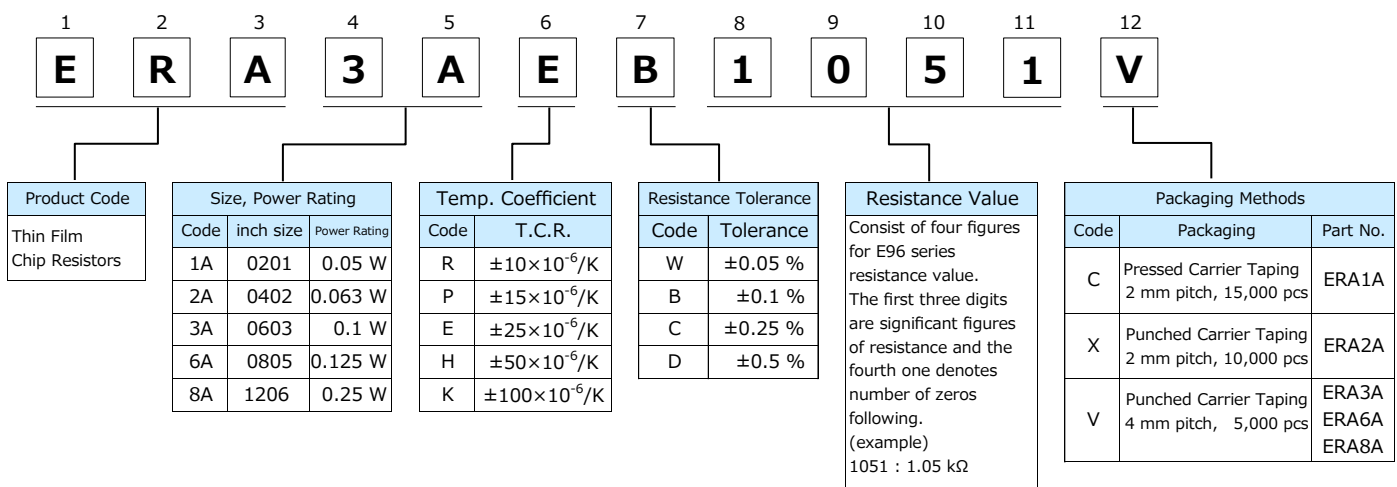 1 2 3 4 5 6 7 8 9 10 11 12
E R A 3 A E B 1 0 5 1 V
Product Code
Thin Film
Chip Resistors
Size, Power Rating
Code inch size Power Rating
1A 0201 0.05 W
2A 0402 0.063 W
3A 0603 0.1 W
6A 0805 0.125 W
8A 1206 0.25 W
Temp. Coefficient
Code T.C.R.
R ±10×10⁻⁶/K
P ±15×10⁻⁶/K
E ±25×10⁻⁶/K
H ±50×10⁻⁶/K
K ±100×10⁻⁶/K
Resistance Tolerance
Code Tolerance
W ±0.05 %
B ±0.1 %
C ±0.25 %
D ±0.5 %
Resistance Value
Consist of four figures
for E96 series
resistance value.
The first three digits
are significant figures
of resistance and the
fourth one denotes
number of zeros
following.
(example)
1051 : 1.05 kΩ
Packaging Methods
Code Packaging Part No.
C Pressed Carrier Taping
2 mm pitch, 15,000 pcs ERA1A
X Punched Carrier Taping
2 mm pitch, 10,000 pcs ERA2A
V Punched Carrier Taping
4 mm pitch, 5,000 pcs
ERA3A
ERA6A
ERA8A